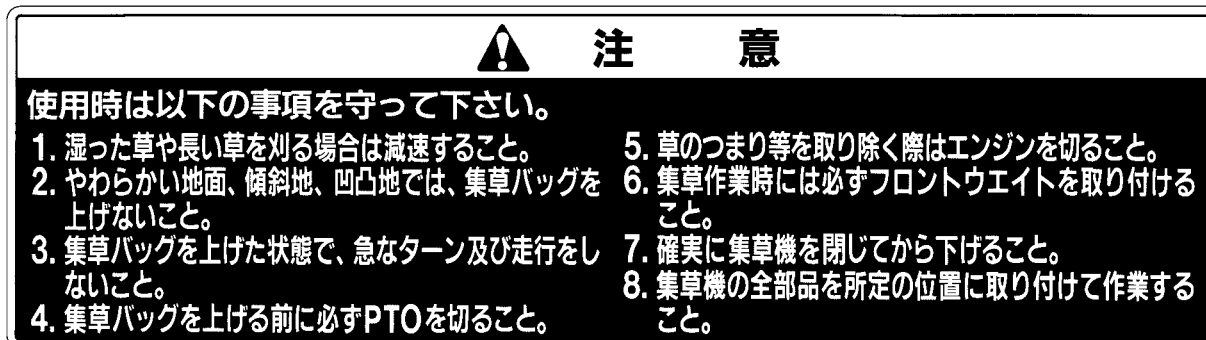 注 意
使用時は以下の事項を守って下さい。
1. 湿った草や長い草を刈る場合は減速すること。
2. やわらかい地面、傾斜地、凹凸地では、集草バッグを
上げないこと。
3. 集草バッグを上げた状態で、急なターン及び走行をし
ないこと。
4. 集草バッグを上げる前に必ずPTOを切ること。
5. 草のつまり等を取り除く際はエンジンを切ること。
6. 集草作業時には必ずフロントウエイトを取り付ける
こと。
7. 確実に集草機を閉じてから下げること。
8. 集草機の全部品を所定の位置に取り付けて作業する
こと。